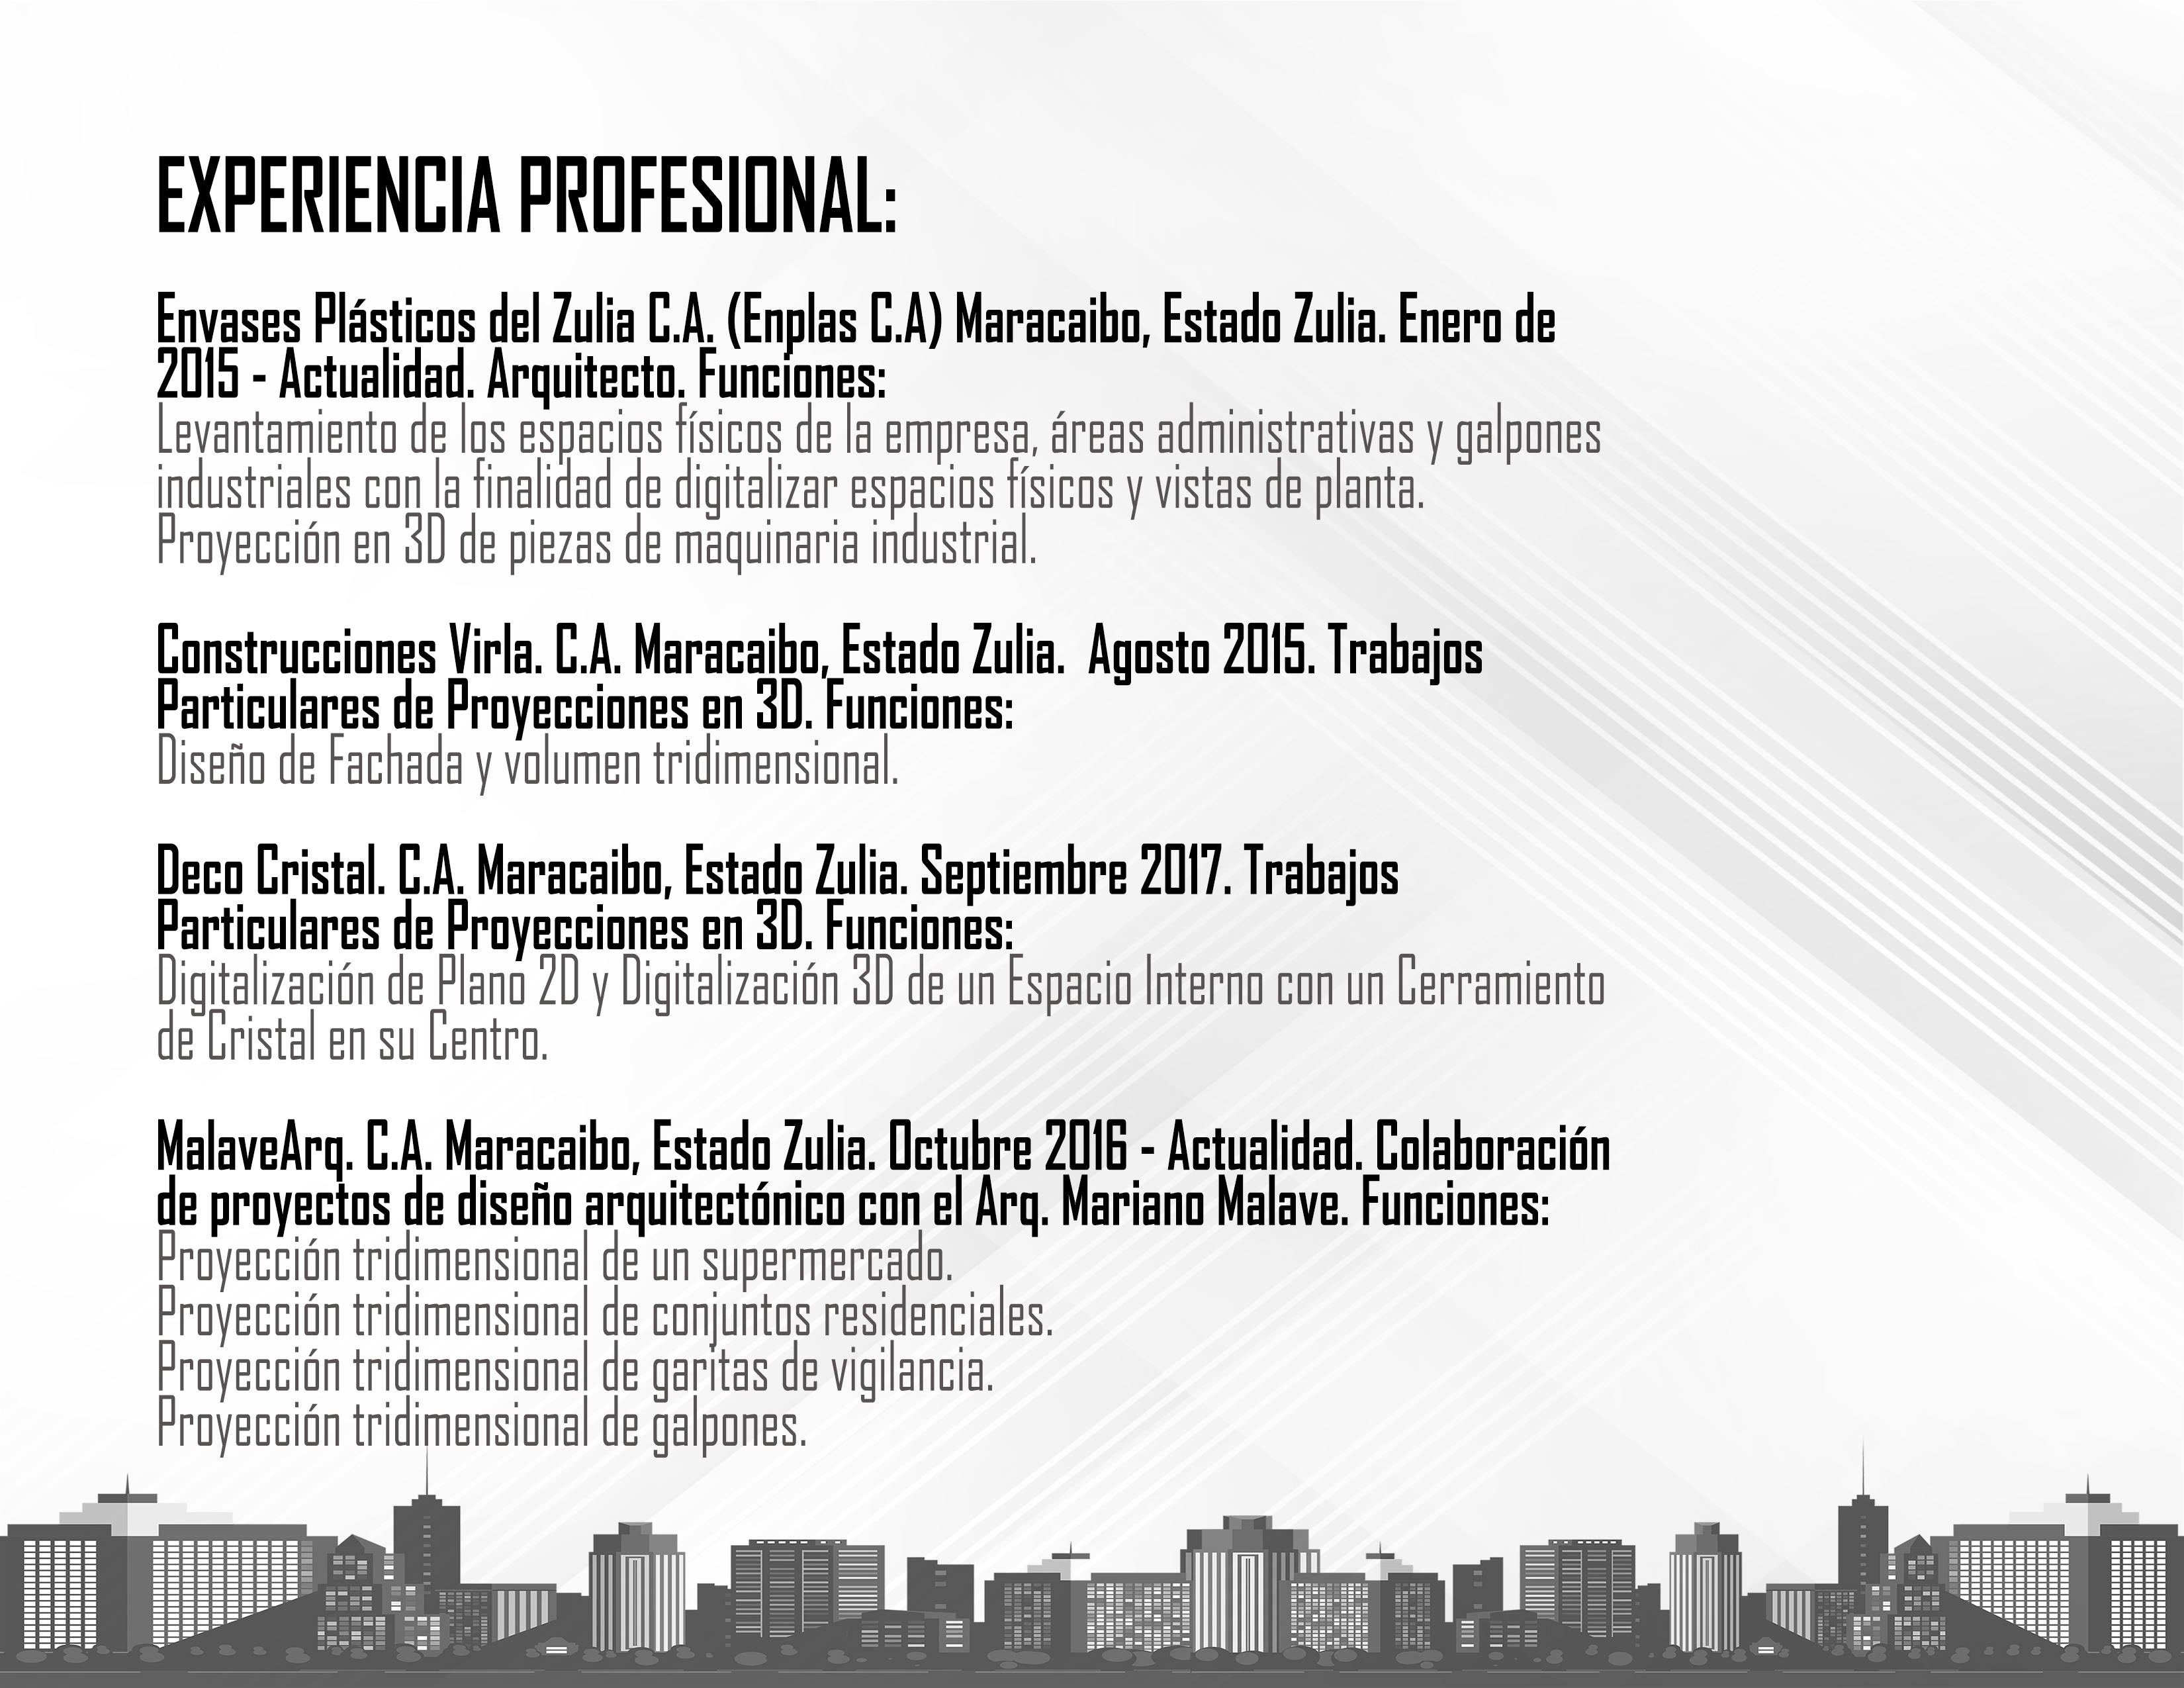 EXPERIENCIA PROFESIONAL:
Envases Plásticos del Zulia C.A. (Enplas C.A) Maracaibo, Estado Zulia. Enero de
2015 - Actualidad. Arquitecto. Funciones:
Levantamiento de los espacios físicos de la empresa, áreas administrativas y galpones
industriales con la finalidad de digitalizar espacios físicos y vistas de planta.
Proyección en 3D de piezas de maquinaria industrial.
Construcciones Virla. C.A. Maracaibo, Estado Zulia.  Agosto 2015. Trabajos
Particulares de Proyecciones en 3D. Funciones:
Diseño de Fachada y volumen tridimensional.
Deco Cristal. C.A. Maracaibo, Estado Zulia. Septiembre 2017. Trabajos
Particulares de Proyecciones en 3D. Funciones:
Digitalización de Plano 2D y Digitalización 3D de un Espacio Interno con un Cerramiento
de Cristal en su Centro.
MalaveArq. C.A. Maracaibo, Estado Zulia. Octubre 2016 - Actualidad. Colaboración
de proyectos de diseño arquitectónico con el Arq. Mariano Malave. Funciones:
Proyección tridimensional de un supermercado.
Proyección tridimensional de conjuntos residenciales.
Proyección tridimensional de garitas de vigilancia.
Proyección tridimensional de galpones.